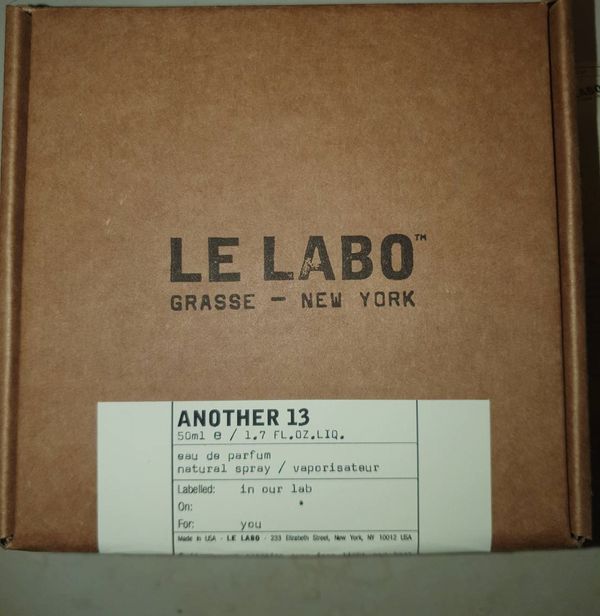 LE LABO™
GRASSE — NEW YORK
ANOTHER 13
50ml e / 1.7 FL.OZ.LIQ.
eau de parfum
natural spray / vaporisateur
Labelled: in our lab
On: *
For: you
Made in USA - LE LABO - 233 Elizabeth Street, New York, NY 10012 USA